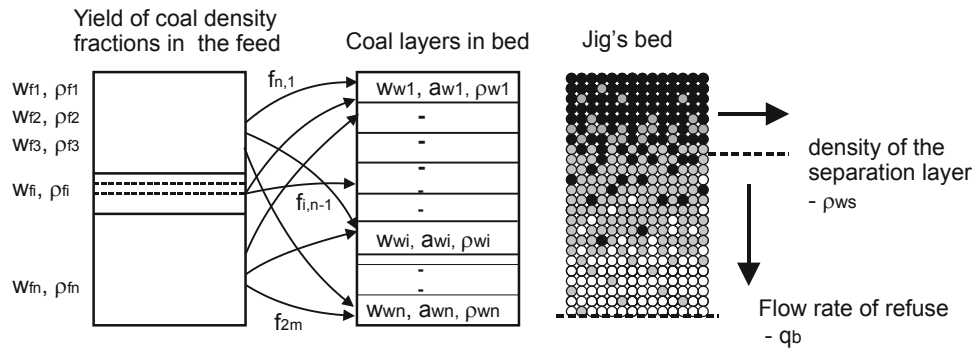 Yield of coal density
fractions in the feed
Coal layers in bed
Jig's bed
wf1, ρf1
wf2, ρf2
wf3, ρf3
wfi, ρfi
wfn, ρfn
fn,1
fi,n-1
f2m
ww1, aw1, ρw1
-
-
-
-
-
wwi, awi, ρwi
-
-
wwn, awn, ρwn
density of the
separation layer
- ρws
Flow rate of refuse
- qb